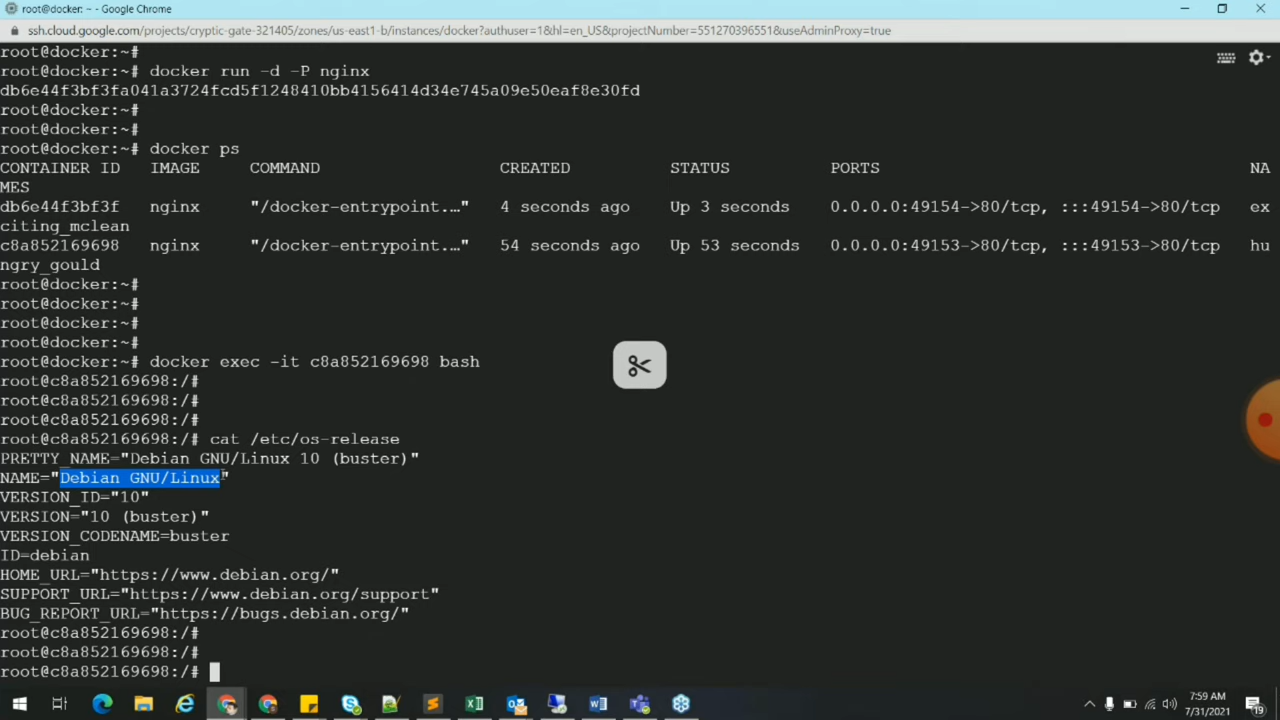 root@docker: ~ - Google Chrome
ssh.cloud.google.com/projects/cryptic-gate-321405/zones/us-east1-b/instances/docker?authuser=1&hl=en_US&projectNumber=551270396551&useAdminProxy=true
root@docker:~#
root@docker:~# docker run -d -P nginx
db6e44f3bf3fa041a3724fcd5f1248410bb4156414d34e745a09e50eaf8e30fd
root@docker:~#
root@docker:~#
root@docker:~# docker ps
CONTAINER ID IMAGE COMMAND CREATED STATUS PORTS NA
MES
db6e44f3bf3f nginx "/docker-entrypoint.…" 4 seconds ago Up 3 seconds 0.0.0.0:49154->80/tcp, :::49154->80/tcp ex
citing_mclean
c8a852169698 nginx "/docker-entrypoint.…" 54 seconds ago Up 53 seconds 0.0.0.0:49153->80/tcp, :::49153->80/tcp hu
ngry_gould
root@docker:~#
root@docker:~#
root@docker:~#
root@docker:~#
root@docker:~# docker exec -it c8a852169698 bash
root@c8a852169698:/#
root@c8a852169698:/#
root@c8a852169698:/#
root@c8a852169698:/# cat /etc/os-release
PRETTY_NAME="Debian GNU/Linux 10 (buster)"
NAME="Debian GNU/Linux"
VERSION_ID="10"
VERSION="10 (buster)"
VERSION_CODENAME=buster
ID=debian
HOME_URL="https://www.debian.org/"
SUPPORT_URL="https://www.debian.org/support"
BUG_REPORT_URL="https://bugs.debian.org/"
root@c8a852169698:/#
root@c8a852169698:/#
root@c8a852169698:/#
7:59 AM
7/31/2021
19